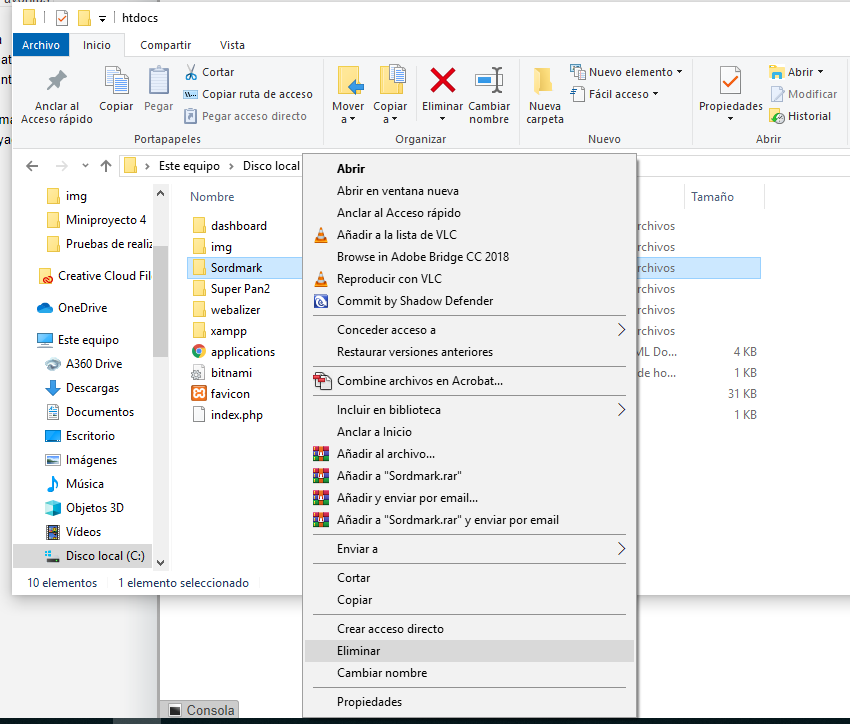 htdocs
Archivo Inicio Compartir Vista
Anclar al Acceso rápido
Copiar
Pegar
Cortar
Copiar ruta de acceso
Pegar acceso directo
Portapapeles
Mover a
Copiar a
Eliminar
Cambiar nombre
Organizar
Nueva carpeta
Nuevo elemento
Fácil acceso
Nuevo
Propiedades
Abrir
Modificar
Historial
Abrir
Este equipo Disco local
img
Miniproyecto 4
Pruebas de realiz
Creative Cloud Fil
OneDrive
Este equipo
A360 Drive
Descargas
Documentos
Escritorio
Imágenes
Música
Objetos 3D
Vídeos
Disco local (C:)
Nombre
Tamaño
dashboard rchivos
img rchivos
Sordmark rchivos
Super Pan2 rchivos
webalizer rchivos
xampp rchivos
applications ML Do... 4 KB
bitnami de ho... 1 KB
favicon 31 KB
index.php 1 KB
Abrir
Abrir en ventana nueva
Anclar al Acceso rápido
Añadir a la lista de VLC
Browse in Adobe Bridge CC 2018
Reproducir con VLC
Commit by Shadow Defender
Conceder acceso a
Restaurar versiones anteriores
Combine archivos en Acrobat...
Incluir en biblioteca
Anclar a Inicio
Añadir al archivo...
Añadir a "Sordmark.rar"
Añadir y enviar por email...
Añadir a "Sordmark.rar" y enviar por email
Enviar a
Cortar
Copiar
Crear acceso directo
Eliminar
Cambiar nombre
Propiedades
10 elementos 1 elemento seleccionado
Consola